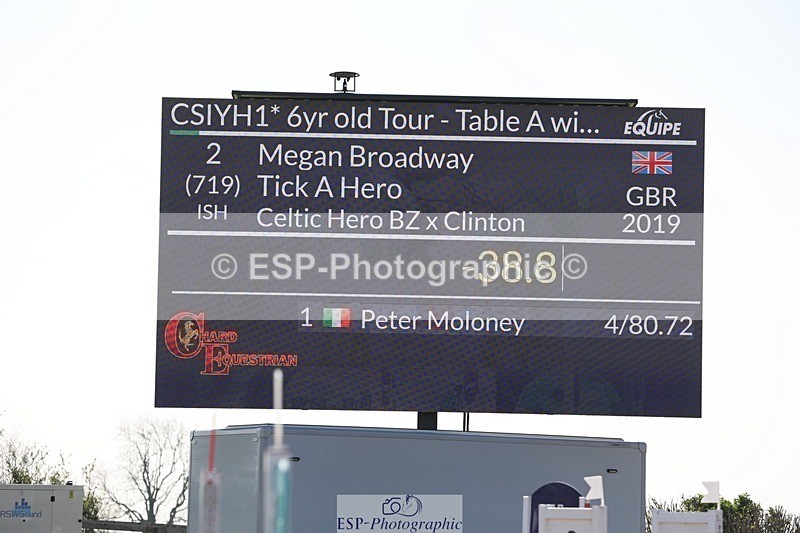 CSIYH1* 6yr old Tour - Table A wi...
EQUIPE
2 Megan Broadway
(719) Tick A Hero GBR
ISH Celtic Hero BZ x Clinton 2019
-38.8
© ESP-Photographic ©
1 Peter Moloney 4/80.72
CHARD
EQUESTRIAN
RSWSound
ESP-Photographic